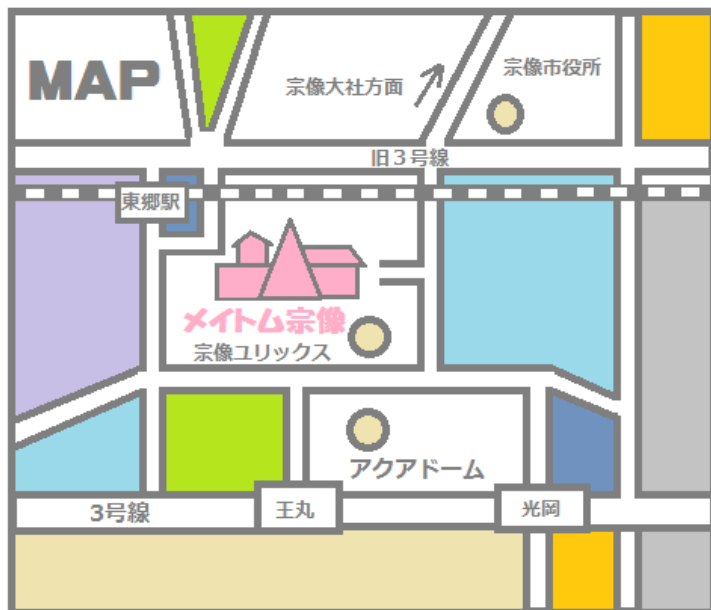 MAP
宗像大社方面
宗像市役所
旧3号線
東郷駅
メイトム宗像
宗像ユリックス
アクアドーム
3号線
王丸
光岡